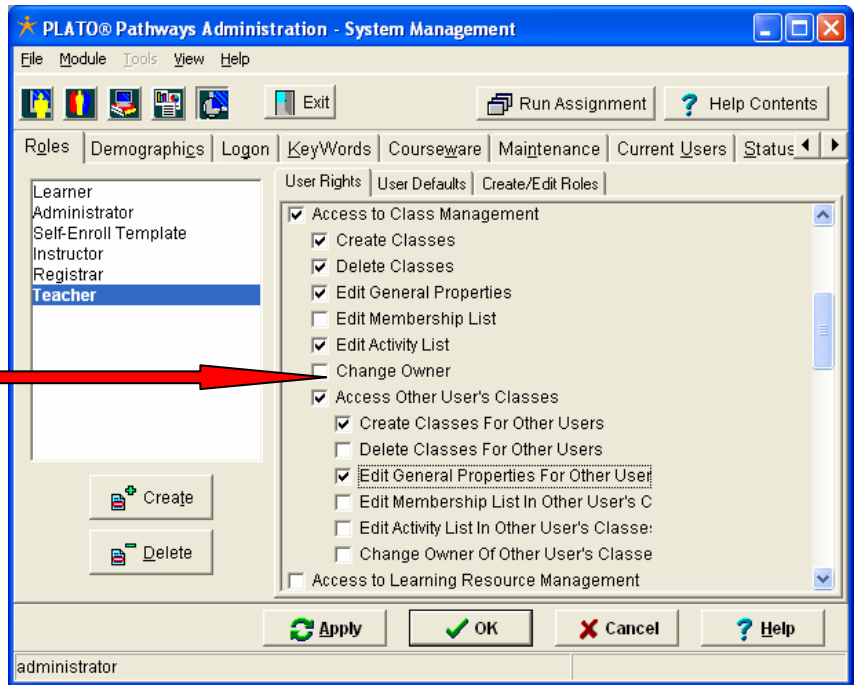 PLATO® Pathways Administration - System Management
File Module Tools View Help
Exit Run Assignment ? Help Contents
Roles Demographics Logon KeyWords Courseware Maintenance Current Users Status
User Rights User Defaults Create/Edit Roles
Learner
Administrator
Self-Enroll Template
Instructor
Registrar
Teacher
Access to Class Management
Create Classes
Delete Classes
Edit General Properties
Edit Membership List
Edit Activity List
Change Owner
Access Other User's Classes
Create Classes For Other Users
Delete Classes For Other Users
Edit General Properties For Other User
Edit Membership List In Other User's C
Edit Activity List In Other User's Classe
Change Owner Of Other User's Classe
Access to Learning Resource Management
Create
Delete
Apply OK Cancel ? Help
administrator